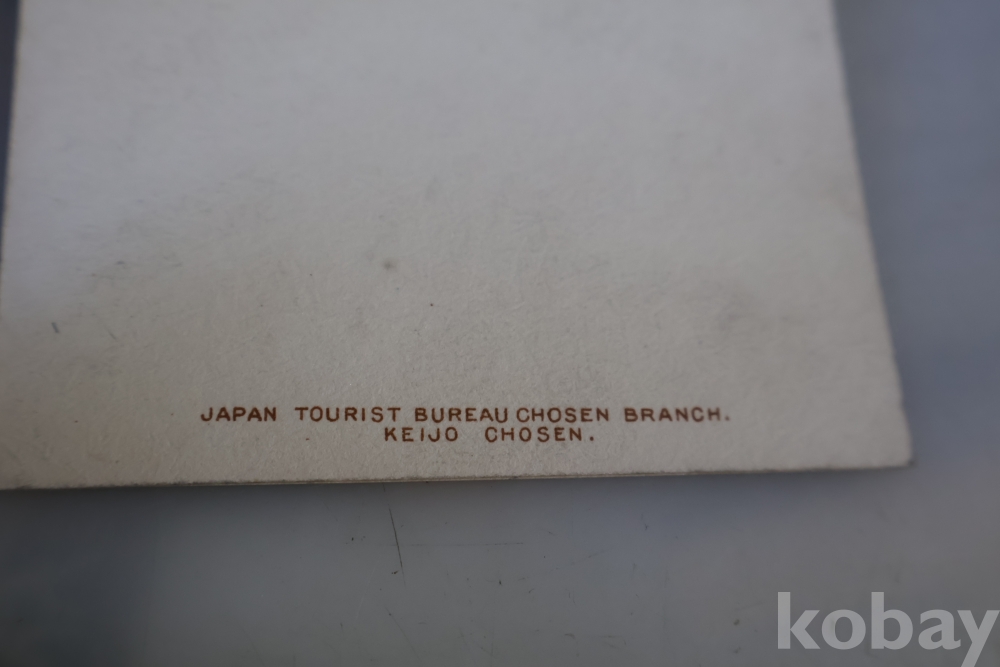 JAPAN TOURIST BUREAU CHOSEN BRANCH.
KEIJO CHOSEN.
kobay